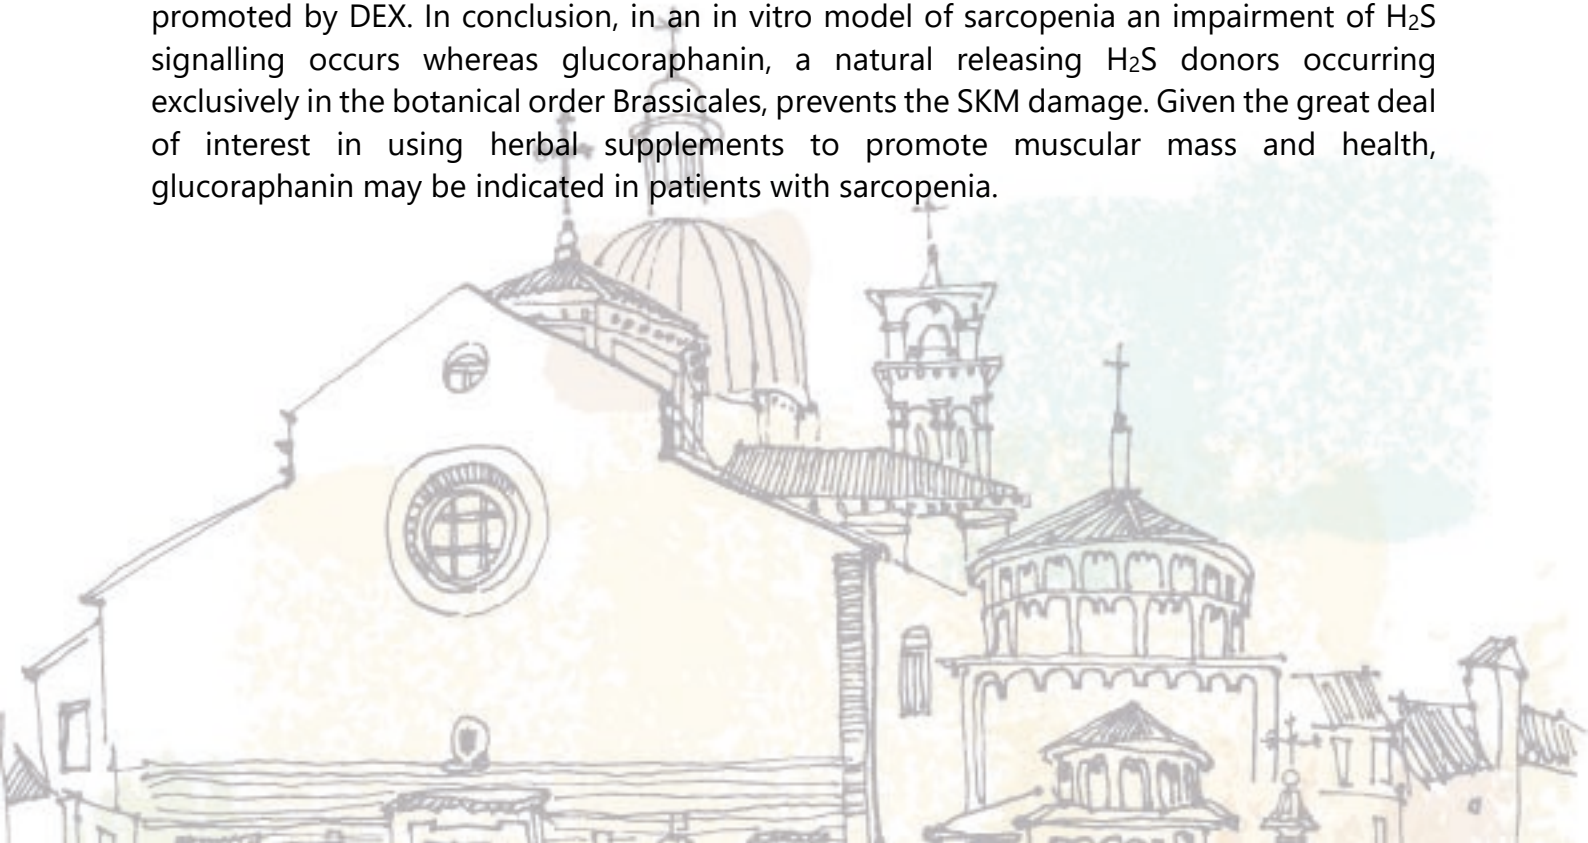 promoted by DEX. In conclusion, in an in vitro model of sarcopenia an impairment of H₂S
signalling occurs whereas glucoraphanin, a natural releasing H₂S donors occurring
exclusively in the botanical order Brassicales, prevents the SKM damage. Given the great deal
of interest in using herbal supplements to promote muscular mass and health,
glucoraphanin may be indicated in patients with sarcopenia.